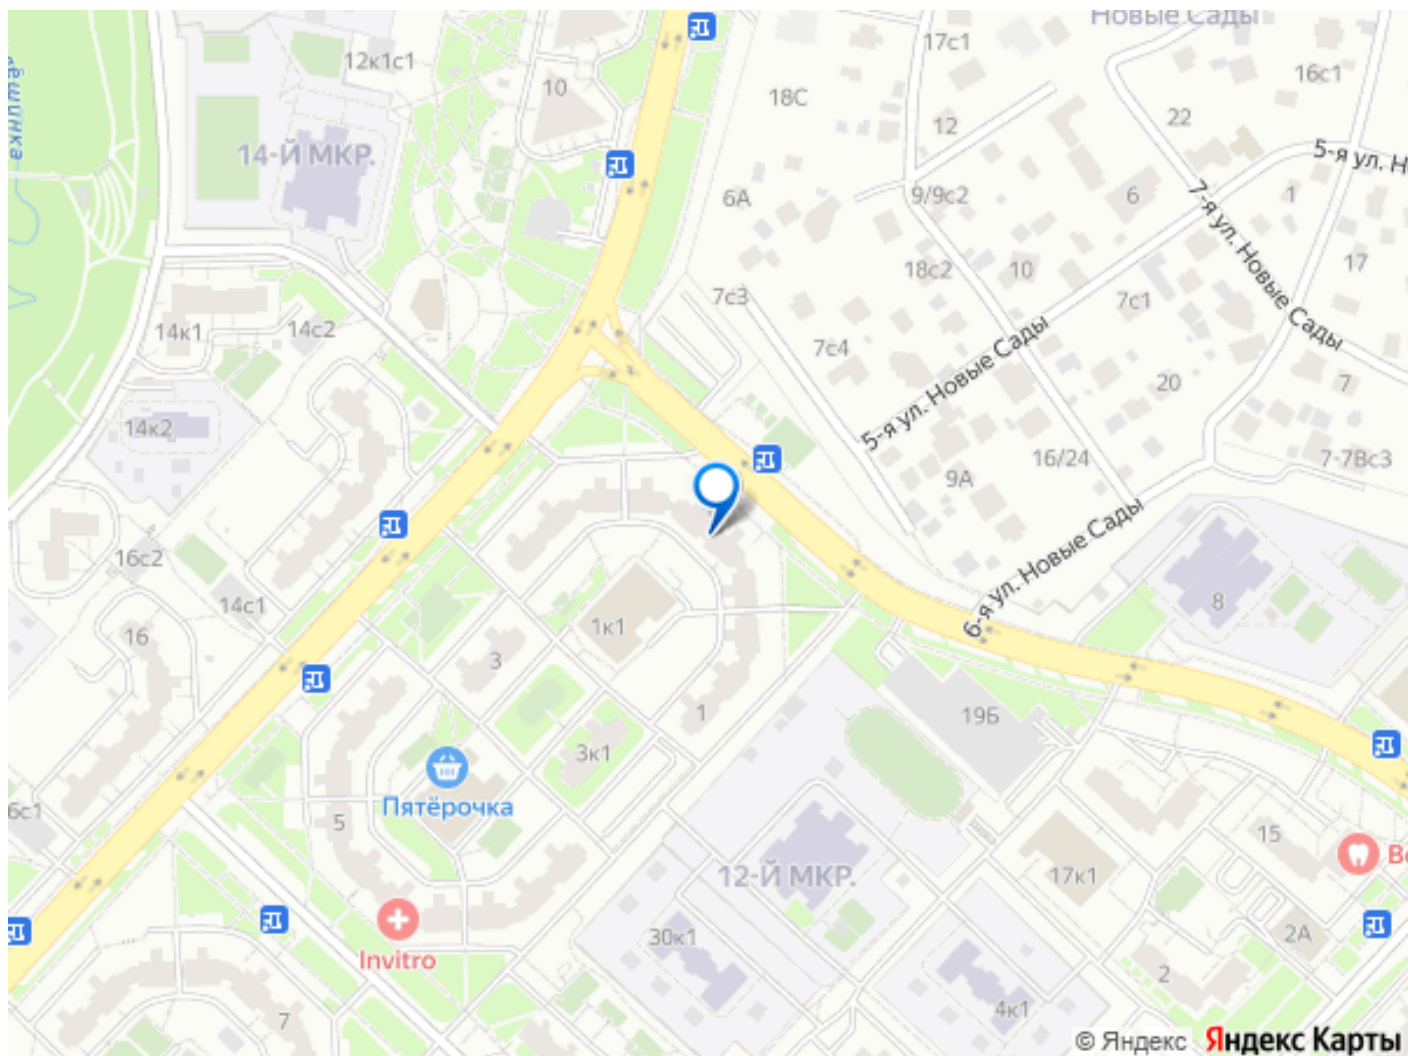 Новые Сады
17с1
12к1с1
16с1
10
18С
22
12
14-Й МКР.
5-я ул. Н
6А
9/9с2
6
1
7-я ул. Новые Сады
17
18с2
10
7с3
7с1
14к1
14с2
7с4
5-я ул. Новые Сады
20
7
14к2
16/24
7-7Вс3
9А
16с2
6-я ул. Новые Сады
14с1
8
1к1
16
3
1
19Б
3к1
Пятёрочка
6с1
5
15
В
12-Й МКР.
17к1
30к1
2А
Invitro
2
4к1
7
© Яндекс Яндекс Карты